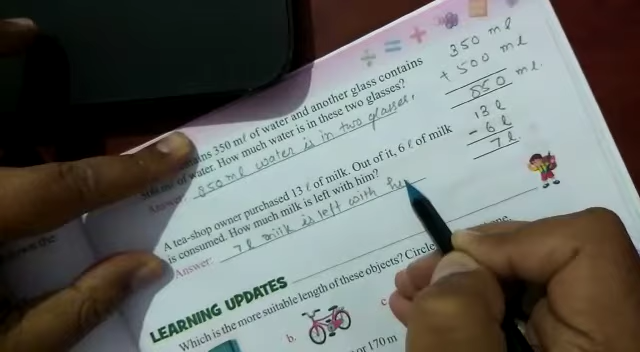 350 ml
+ 500 ml
850 ml.
13 l
- 6 l
7 l
ains 350 ml of water and another glass contains
ml of water. How much water is in these two glasses?
Answer: 850 ml water is in two glasses.
A tea-shop owner purchased 13 l of milk. Out of it, 6 l of milk
is consumed. How much milk is left with him?
Answer: 7l milk is left with
LEARNING UPDATES
Which is the more suitable length of these objects? Circle
b.
c
or 170 m